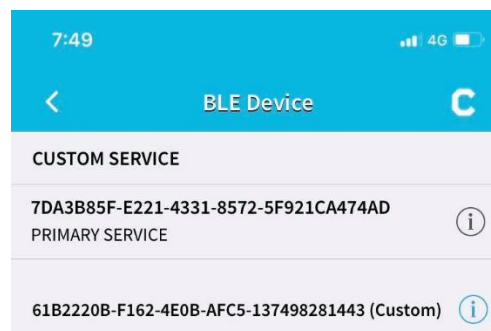 7:49
4G
BLE Device
CUSTOM SERVICE
7DA3B85F-E221-4331-8572-5F921CA474AD
PRIMARY SERVICE
61B2220B-F162-4E0B-AFC5-137498281443 (Custom)